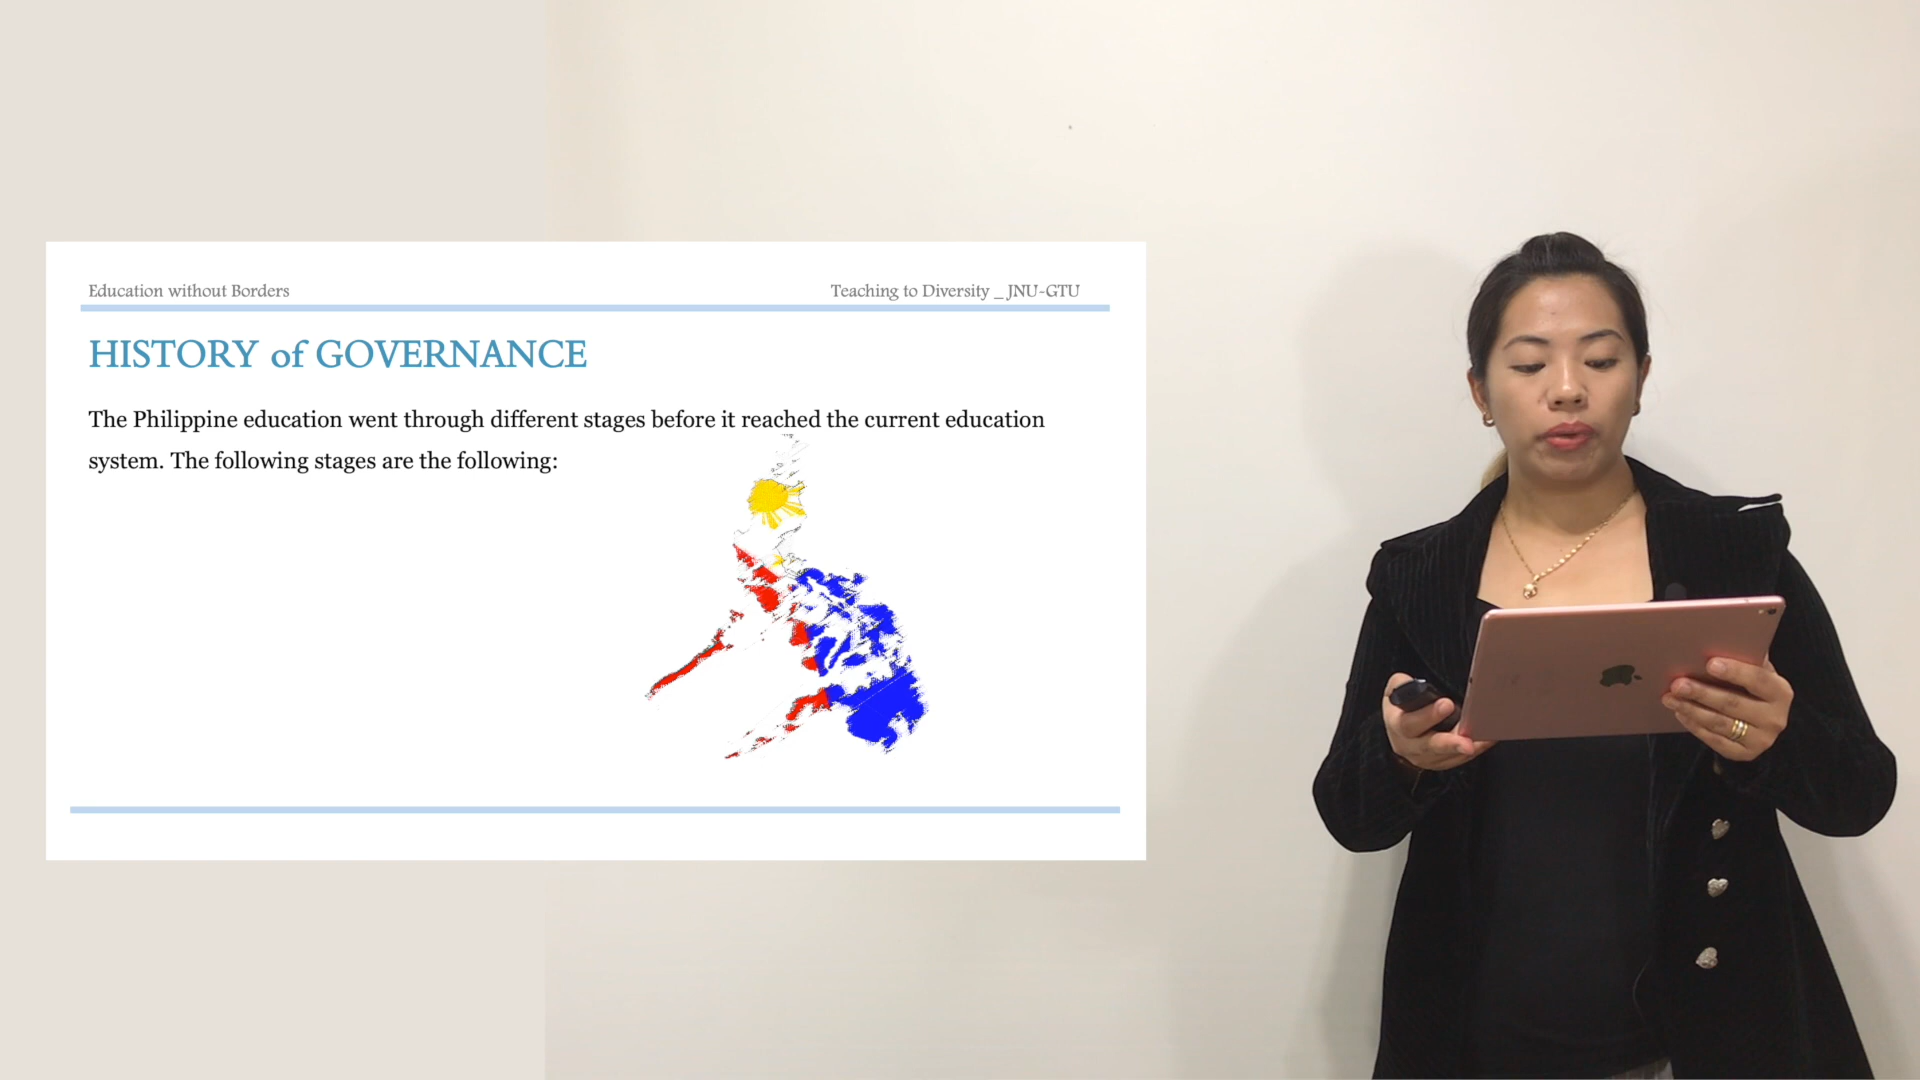 Education without Borders
Teaching to Diversity _ JNU-GTU
HISTORY of GOVERNANCE
The Philippine education went through different stages before it reached the current education
system. The following stages are the following: